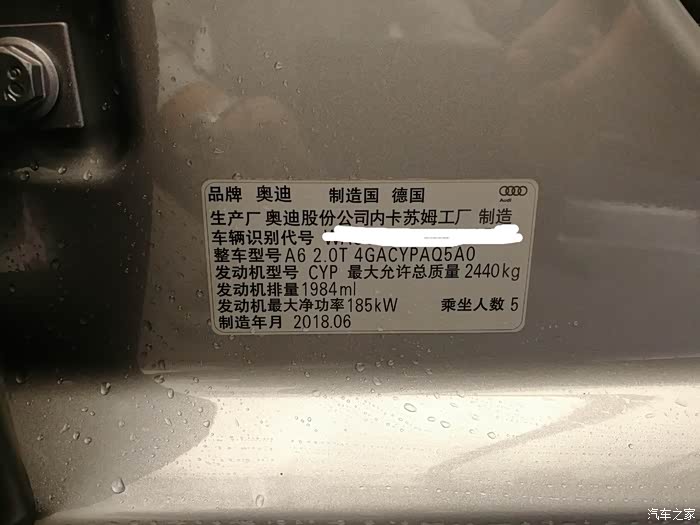 品牌 奥迪 制造国 德国
Audi
生产厂 奥迪股份公司内卡苏姆工厂 制造
车辆识别代号
整车型号 A6 2.0T 4GACYPAQ5A0
发动机型号 CYP 最大允许总质量 2440kg
发动机排量 1984ml
发动机最大净功率 185kW 乘坐人数 5
制造年月 2018.06
汽车之家